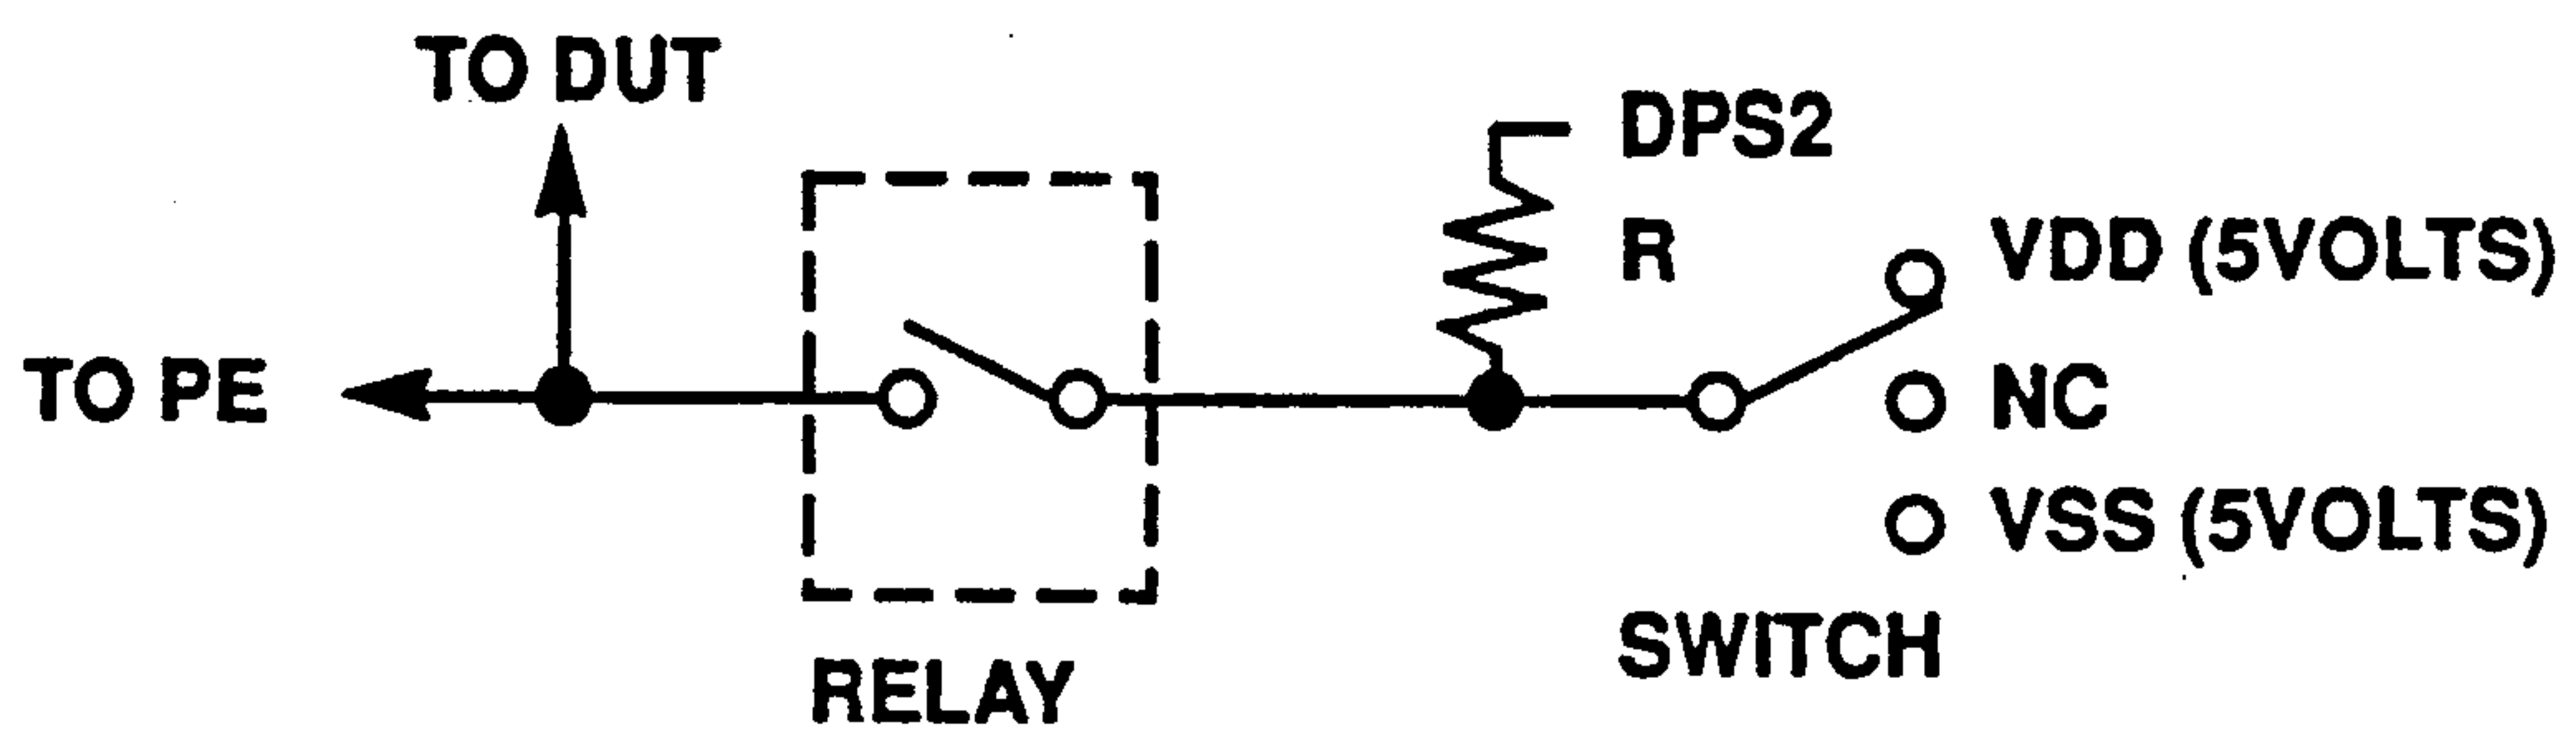 TO DUT
DPS2
R
VDD (5VOLTS)
TO PE
NC
VSS (5VOLTS)
SWITCH
RELAY